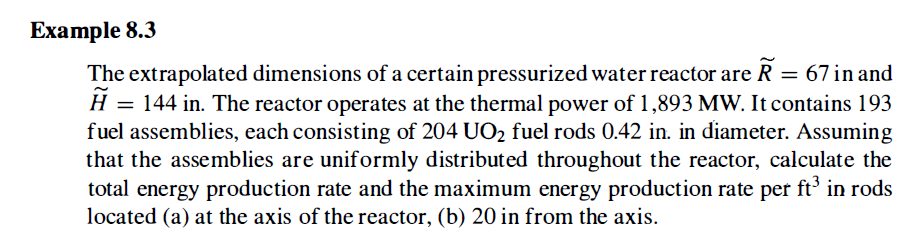 Example 8.3
The extrapolated dimensions of a certain pressurized water reactor are R̃ = 67 in and
H̃ = 144 in. The reactor operates at the thermal power of 1,893 MW. It contains 193
fuel assemblies, each consisting of 204 UO₂ fuel rods 0.42 in. in diameter. Assuming
that the assemblies are uniformly distributed throughout the reactor, calculate the
total energy production rate and the maximum energy production rate per ft³ in rods
located (a) at the axis of the reactor, (b) 20 in from the axis.